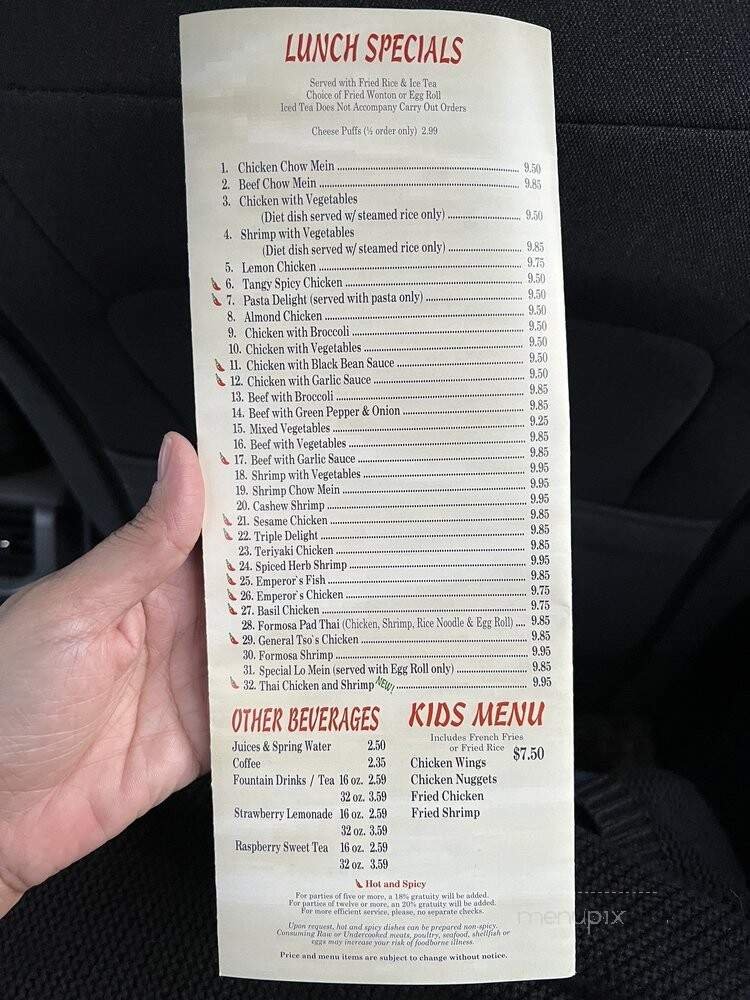 LUNCH SPECIALS
Served with Fried Rice & Ice Tea
Choice of Fried Wonton or Egg Roll
Iced Tea Does Not Accompany Carry Out Orders
Cheese Puffs (½ order only) 2.99
1. Chicken Chow Mein ........ 9.50
2. Beef Chow Mein ........ 9.85
3. Chicken with Vegetables
(Diet dish served w/ steamed rice only) ........ 9.50
4. Shrimp with Vegetables
(Diet dish served w/ steamed rice only) ........ 9.85
5. Lemon Chicken ........ 9.75
6. Tangy Spicy Chicken ........ 9.50
7. Pasta Delight (served with pasta only) ........ 9.50
8. Almond Chicken ........ 9.50
9. Chicken with Broccoli ........ 9.50
10. Chicken with Vegetables ........ 9.50
11. Chicken with Black Bean Sauce ........ 9.50
12. Chicken with Garlic Sauce ........ 9.50
13. Beef with Broccoli ........ 9.85
14. Beef with Green Pepper & Onion ........ 9.85
15. Mixed Vegetables ........ 9.25
16. Beef with Vegetables ........ 9.85
17. Beef with Garlic Sauce ........ 9.85
18. Shrimp with Vegetables ........ 9.95
19. Shrimp Chow Mein ........ 9.95
20. Cashew Shrimp ........ 9.95
21. Sesame Chicken ........ 9.85
22. Triple Delight ........ 9.85
23. Teriyaki Chicken ........ 9.85
24. Spiced Herb Shrimp ........ 9.95
25. Emperor`s Fish ........ 9.85
26. Emperor`s Chicken ........ 9.75
27. Basil Chicken ........ 9.75
28. Formosa Pad Thai (Chicken, Shrimp, Rice Noodle & Egg Roll) .... 9.85
29. General Tso`s Chicken ........ 9.85
30. Formosa Shrimp ........ 9.95
31. Special Lo Mein (served with Egg Roll only) ........ 9.85
32. Thai Chicken and Shrimp NEW! ........ 9.95
OTHER BEVERAGES
Juices & Spring Water 2.50
Coffee 2.35
Fountain Drinks / Tea 16 oz. 2.59
32 oz. 3.59
Strawberry Lemonade 16 oz. 2.59
32 oz. 3.59
Raspberry Sweet Tea 16 oz. 2.59
32 oz. 3.59
KIDS MENU
Includes French Fries
or Fried Rice $7.50
Chicken Wings
Chicken Nuggets
Fried Chicken
Fried Shrimp
Hot and Spicy
For parties of five or more, a 18% gratuity will be added.
For parties of twelve or more, an 20% gratuity will be added.
For more efficient service, please, no separate checks.
Upon request, hot and spicy dishes can be prepared non-spicy.
Consuming Raw or Undercooked meats, poultry, seafood, shellfish or
eggs may increase your risk of foodborne illness.
Price and menu items are subject to change without notice.
menupix